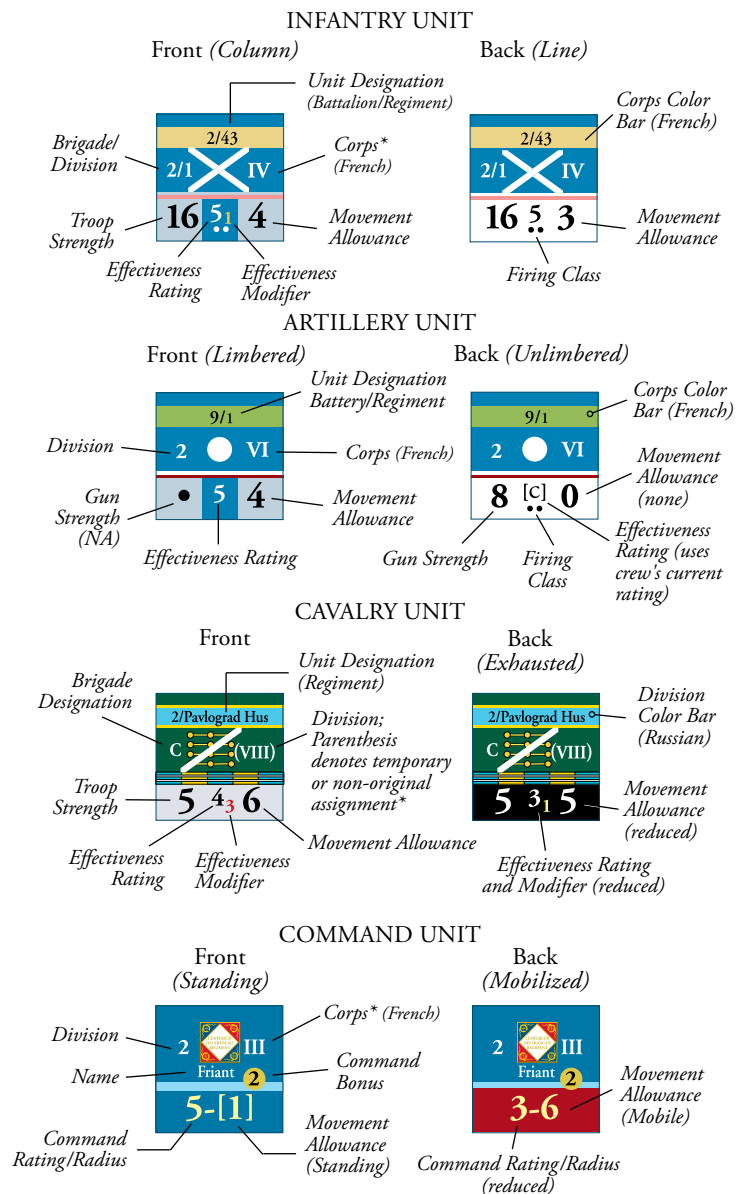 INFANTRY UNIT
Front (Column)
Back (Line)
Unit Designation
(Battalion/Regiment)
Corps Color
Bar (French)
Brigade/
Division
Corps*
(French)
2/43
2/1
IV
16
5
1
4
2/43
2/1
IV
16
5
3
Troop
Strength
Movement
Allowance
Movement
Allowance
Effectiveness
Rating
Effectiveness
Modifier
Firing Class
ARTILLERY UNIT
Front (Limbered)
Back (Unlimbered)
Unit Designation
Battery/Regiment
Corps Color
Bar (French)
9/1
2
VI
5
4
9/1
2
VI
8
[C]
0
Division
Corps (French)
Movement
Allowance
(none)
Gun
Strength
(NA)
Movement
Allowance
Effectiveness Rating
Gun Strength
Firing
Class
Effectiveness
Rating (uses
crew's current
rating)
CAVALRY UNIT
Front
Back
(Exhausted)
Unit Designation
(Regiment)
Brigade
Designation
Division
Color Bar
(Russian)
2/Pavlograd Hus
C
(VIII)
5
4
3
6
2/Pavlograd Hus
C
(VIII)
5
3
1
5
Division;
Parenthesis
denotes temporary
or non-original
assignment*
Troop
Strength
Movement
Allowance
(reduced)
Effectiveness
Rating
Effectiveness
Modifier
Movement Allowance
Effectiveness Rating
and Modifier (reduced)
COMMAND UNIT
Front
(Standing)
Back
(Mobilized)
Division
Name
Corps* (French)
Command
Bonus
2
III
Friant
2
5-[1]
2
III
Friant
2
3-6
Movement
Allowance
(Mobile)
Command
Rating/Radius
Movement
Allowance
(Standing)
Command Rating/Radius
(reduced)